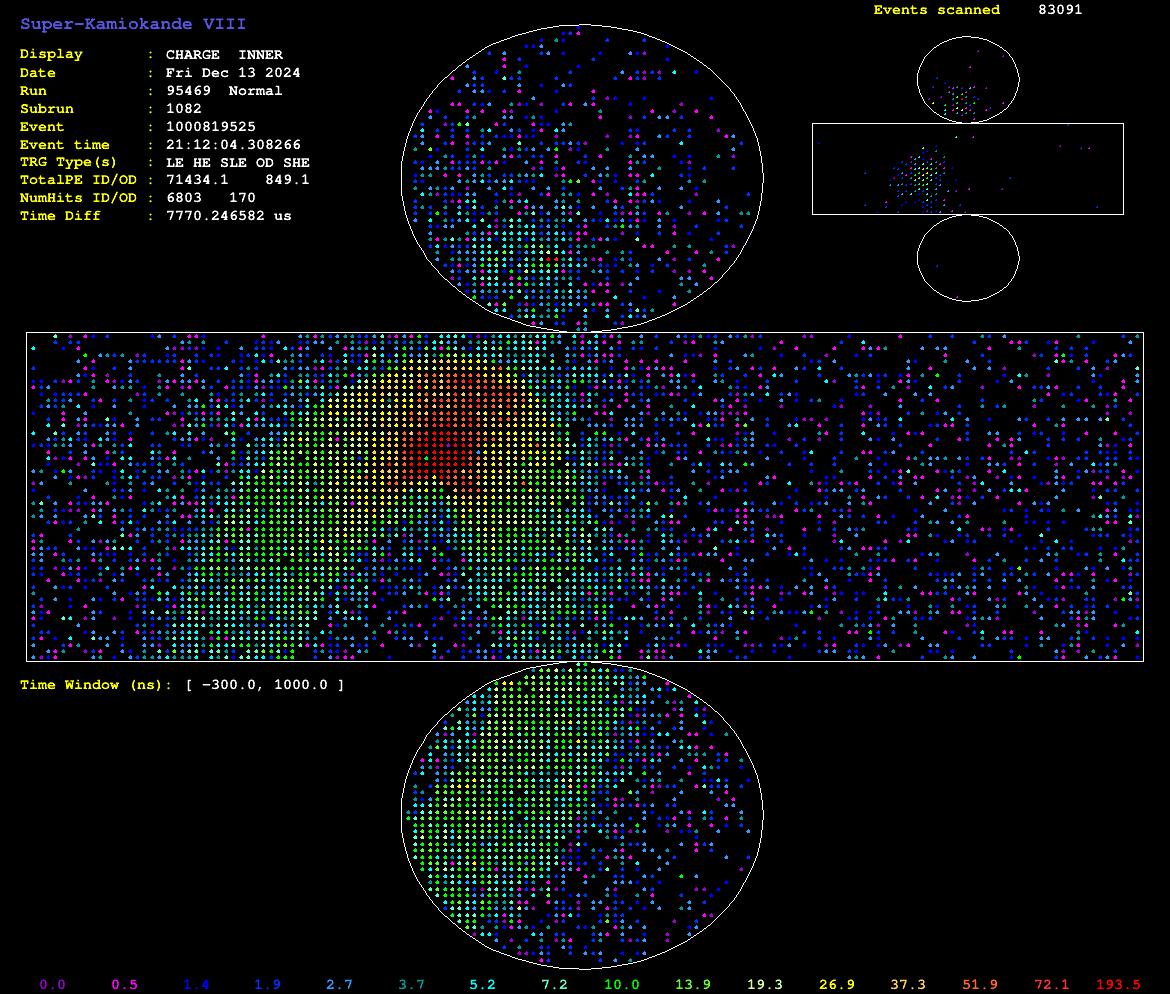 Super-Kamiokande VIII
Events scanned 83091
Display : CHARGE INNER
Date : Fri Dec 13 2024
Run : 95469 Normal
Subrun : 1082
Event : 1000819525
Event time : 21:12:04.308266
TRG Type(s) : LE HE SLE OD SHE
TotalPE ID/OD : 71434.1 849.1
NumHits ID/OD : 6803 170
Time Diff : 7770.246582 us
Time Window (ns): [ −300.0, 1000.0 ]
0.0 0.5 1.4 1.9 2.7 3.7 5.2 7.2 10.0 13.9 19.3 26.9 37.3 51.9 72.1 193.5